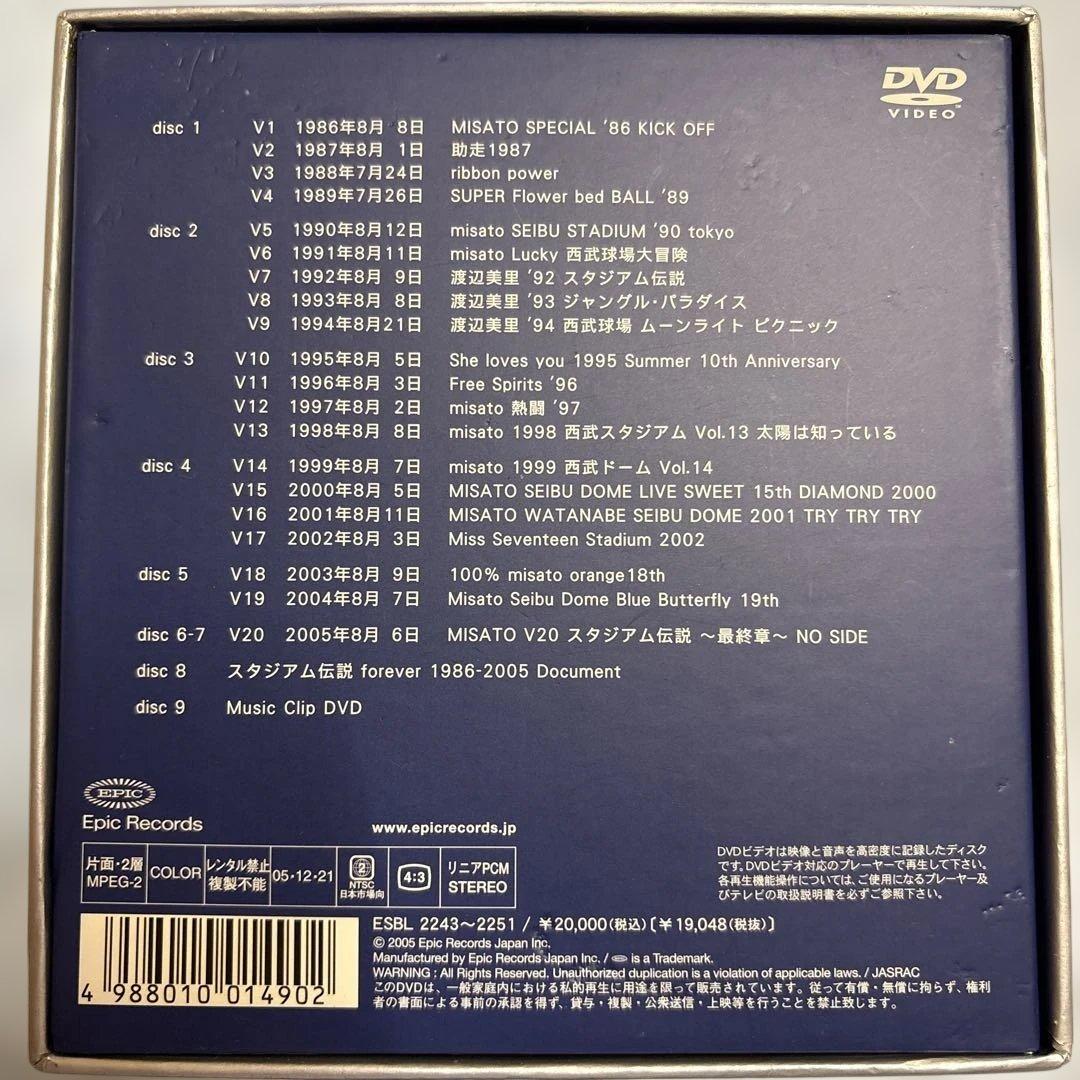 DVD
VIDEO
disc 1 V1 1986年8月 8日 MISATO SPECIAL '86 KICK OFF
V2 1987年8月 1日 助走1987
V3 1988年7月24日 ribbon power
V4 1989年7月26日 SUPER Flower bed BALL '89
disc 2 V5 1990年8月12日 misato SEIBU STADIUM '90 tokyo
V6 1991年8月11日 misato Lucky 西武球場大冒険
V7 1992年8月 9日 渡辺美里 '92 スタジアム伝説
V8 1993年8月 8日 渡辺美里 '93 ジャングル・パラダイス
V9 1994年8月21日 渡辺美里 '94 西武球場 ムーンライト ピクニック
disc 3 V10 1995年8月 5日 She loves you 1995 Summer 10th Anniversary
V11 1996年8月 3日 Free Spirits '96
V12 1997年8月 2日 misato 熱闘 '97
V13 1998年8月 8日 misato 1998 西武スタジアム Vol.13 太陽は知っている
disc 4 V14 1999年8月 7日 misato 1999 西武ドーム Vol.14
V15 2000年8月 5日 MISATO SEIBU DOME LIVE SWEET 15th DIAMOND 2000
V16 2001年8月11日 MISATO WATANABE SEIBU DOME 2001 TRY TRY TRY
V17 2002年8月 3日 Miss Seventeen Stadium 2002
disc 5 V18 2003年8月 9日 100% misato orange18th
V19 2004年8月 7日 Misato Seibu Dome Blue Butterfly 19th
disc 6-7 V20 2005年8月 6日 MISATO V20 スタジアム伝説 ～最終章～ NO SIDE
disc 8 スタジアム伝説 forever 1986-2005 Document
disc 9 Music Clip DVD
EPIC
Epic Records
www.epicrecords.jp
片面・2層
MPEG-2
COLOR
レンタル禁止
複製不能
05・12・21
2
NTSC
日本市場向
4:3
リニアPCM
STEREO
DVDビデオは映像と音声を高密度に記録したディスク
です。DVDビデオ対応のプレーヤーで再生して下さい。
各再生機能操作については、ご使用になるプレーヤー及
びテレビの取扱説明書を必ずご参照下さい。
ESBL 2243～2251 / ￥20,000(税込)〔￥19,048(税抜)〕
© 2005 Epic Records Japan Inc.
Manufactured by Epic Records Japan Inc. / EPIC is a Trademark.
WARNING : All Rights Reserved. Unauthorized duplication is a violation of applicable laws. / JASRAC
このDVDは、一般家庭内における私的再生に用途を限って販売されています。従って有償・無償に拘らず、権利
者の書面による事前の承認を得ず、貸与・複製・公衆送信・上映等を行うことを禁止致します。
4 988010 014902